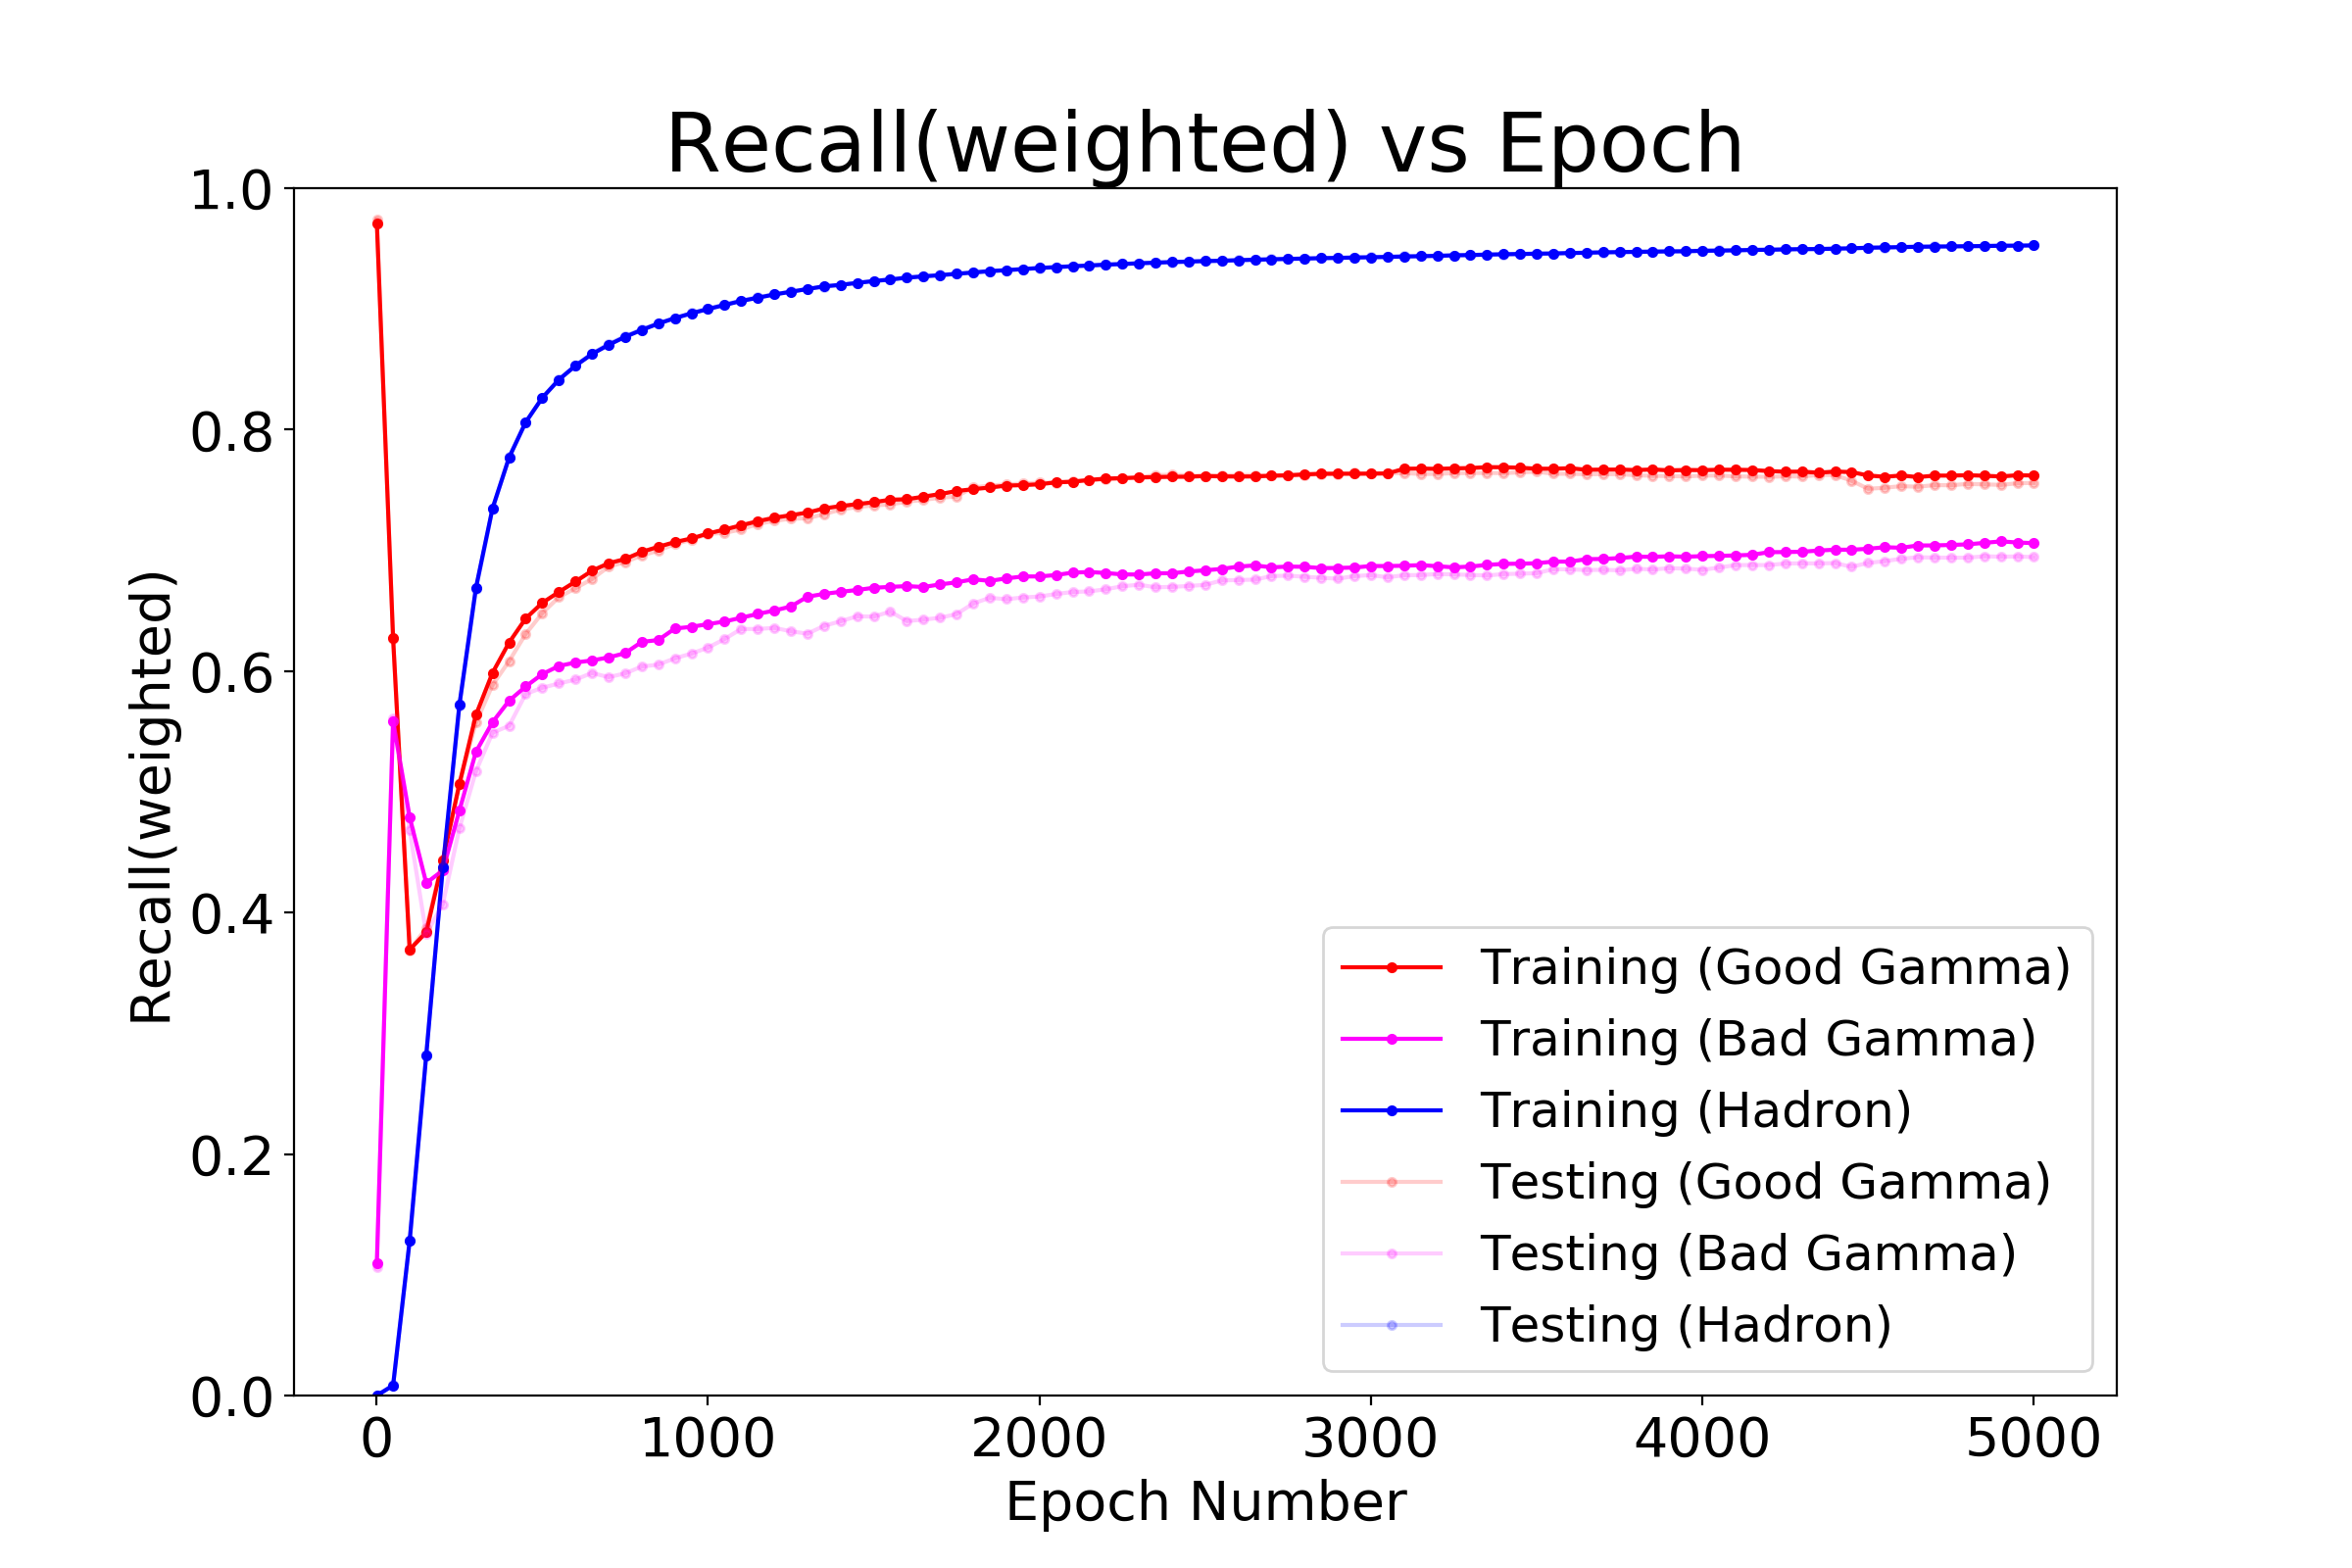 Recall(weighted) vs Epoch
1.0
0.8
0.6
0.4
0.2
0.0
Recall(weighted)
0 1000 2000 3000 4000 5000
Epoch Number
Training (Good Gamma)
Training (Bad Gamma)
Training (Hadron)
Testing (Good Gamma)
Testing (Bad Gamma)
Testing (Hadron)